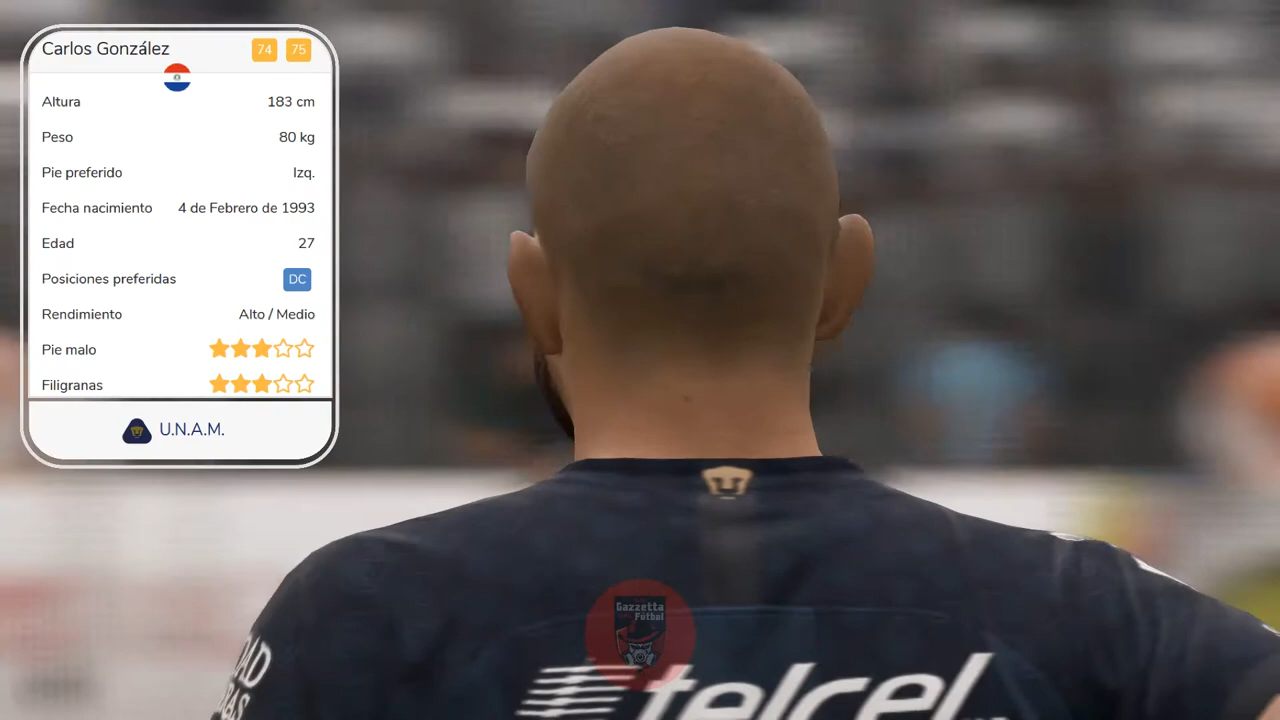 Carlos González 74 75
Altura 183 cm
Peso 80 kg
Pie preferido Izq.
Fecha nacimiento 4 de Febrero de 1993
Edad 27
Posiciones preferidas DC
Rendimiento Alto / Medio
Pie malo
Filigranas
U.N.A.M.
Gazzetta
Fútbol
telcel